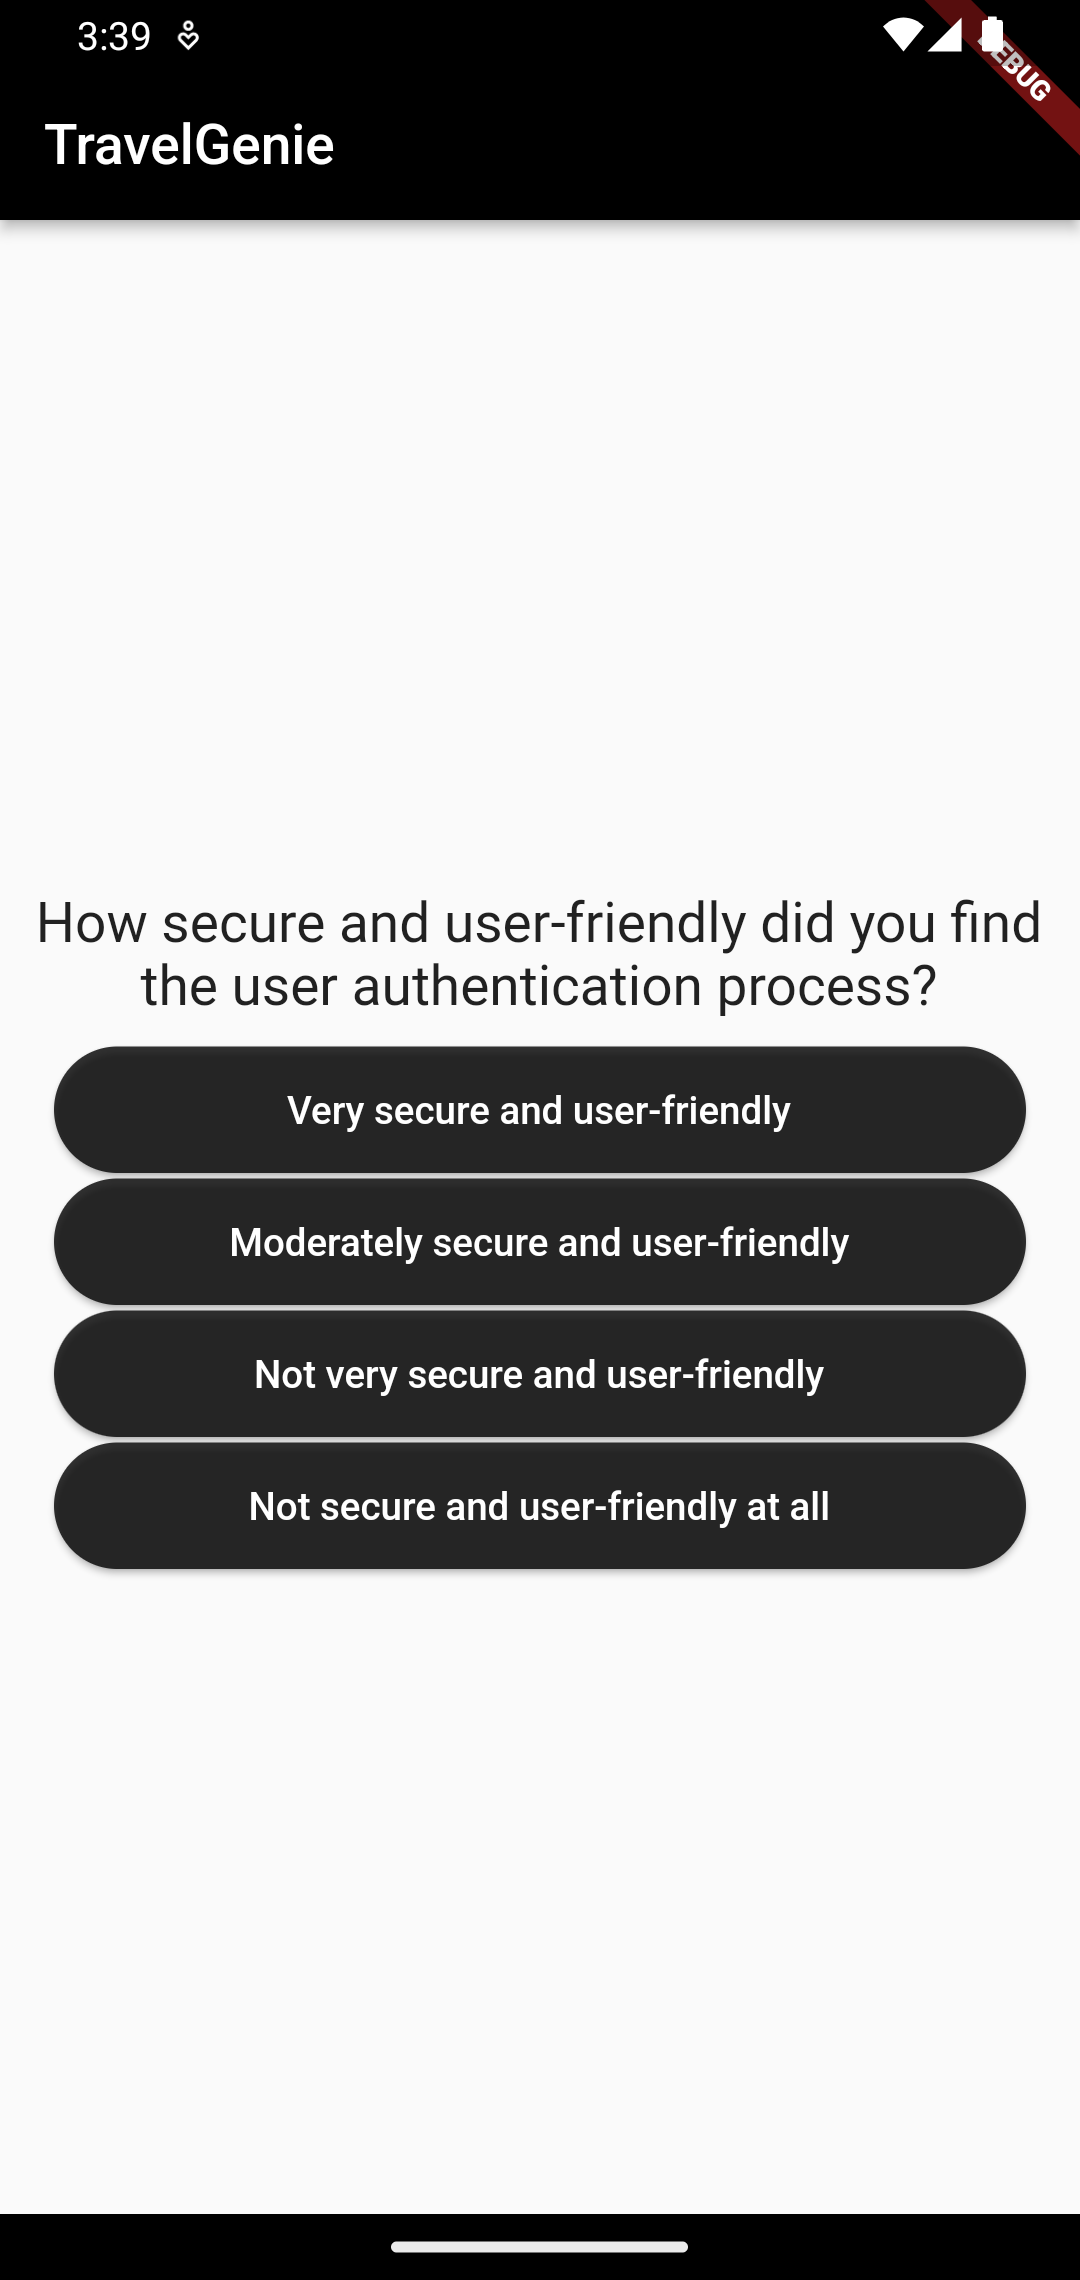 3:39
DEBUG
TravelGenie
How secure and user-friendly did you find
the user authentication process?
Very secure and user-friendly
Moderately secure and user-friendly
Not very secure and user-friendly
Not secure and user-friendly at all